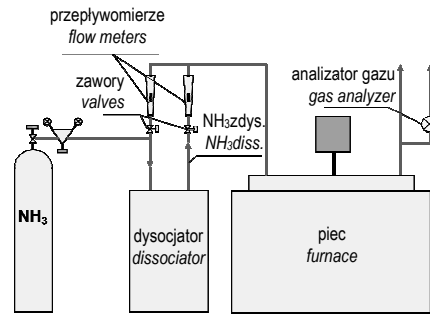 przepływomierze
flow meters
zawory
valves
NH₃zdys.
NH₃diss.
analizator gazu
gas analyzer
NH₃
dysocjator
dissociator
piec
furnace